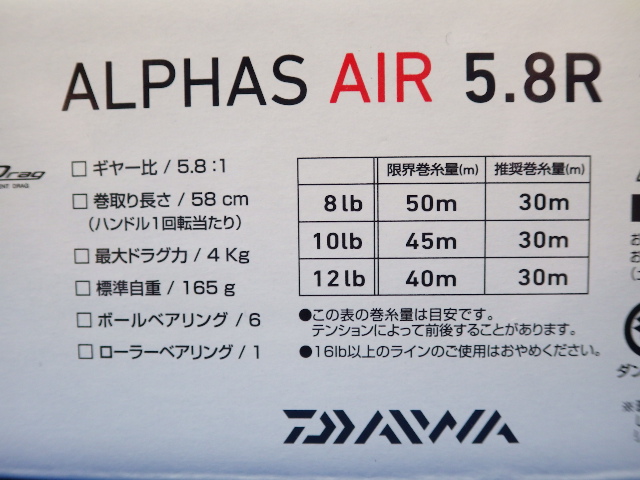 ALPHAS AIR 5.8R
Drag
□ ギヤー比 / 5.8:1
□ 巻取り長さ / 58 cm
(ハンドル1回転当たり)
□ 最大ドラグ力 / 4 Kg
□ 標準自重 / 165 g
□ ボールベアリング / 6
□ ローラーベアリング / 1
限界巻糸量(m) 推奨巻糸量(m)
8lb 50m 30m
10lb 45m 30m
12lb 40m 30m
●この表の巻糸量は目安です。
テンションによって前後することがあります。
●16lb以上のラインのご使用はおやめください。
DAIWA